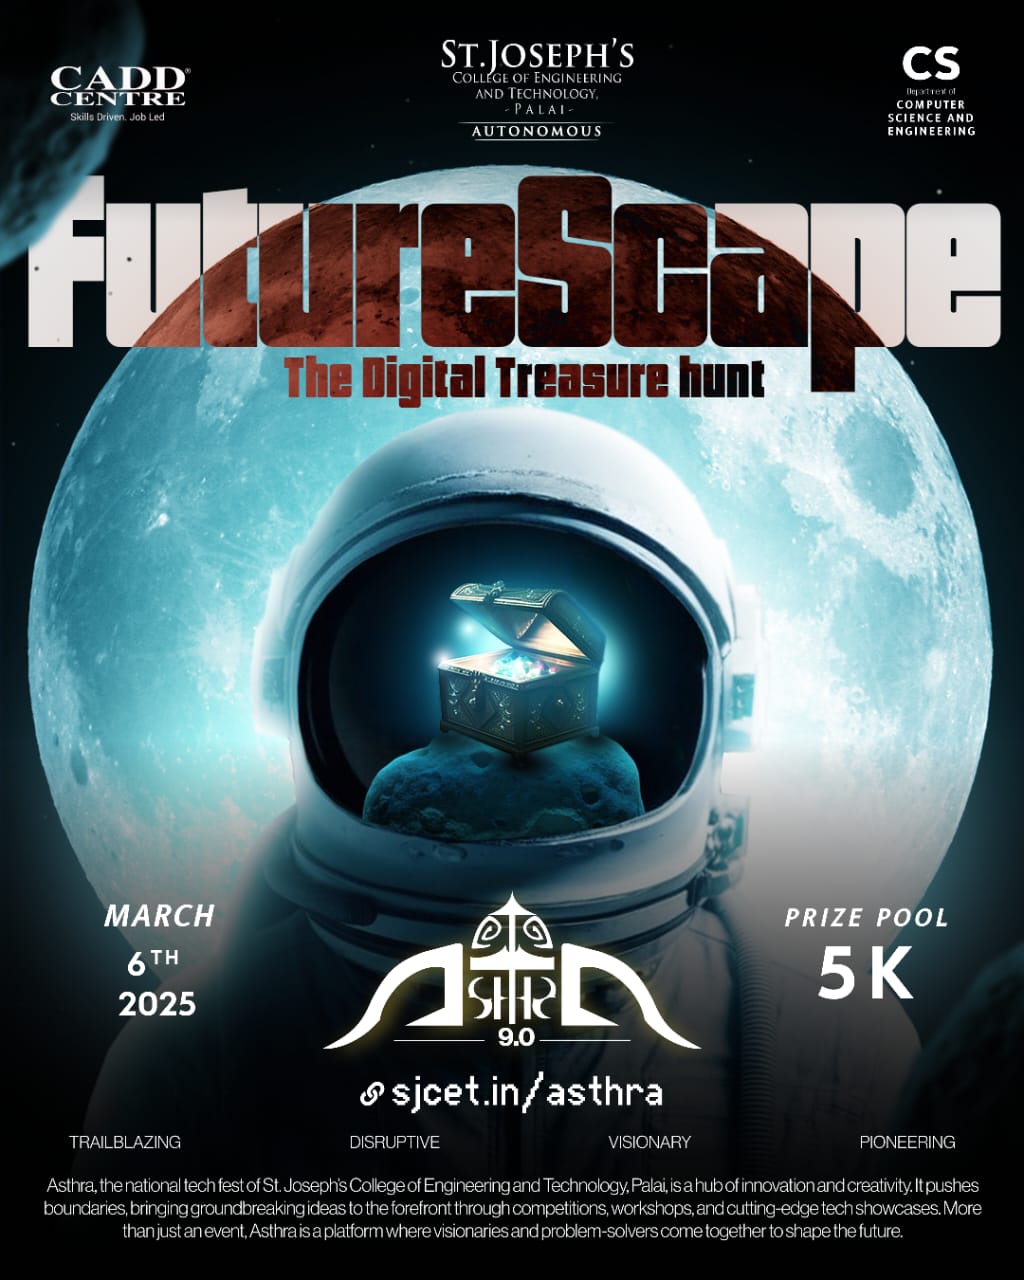 CADD
CENTRE
Skills Driven. Job Led
ST.JOSEPH'S
COLLEGE OF ENGINEERING
AND TECHNOLOGY,
- PALAI -
AUTONOMOUS
CS
Department of
COMPUTER
SCIENCE AND
ENGINEERING
FutureScape
The Digital Treasure hunt
MARCH
6TH
2025
PRIZE POOL
5K
ASTHRA
9.0
sjcet.in/asthra
TRAILBLAZING DISRUPTIVE VISIONARY PIONEERING
Asthra, the national tech fest of St. Joseph's College of Engineering and Technology, Palai, is a hub of innovation and creativity. It pushes
boundaries, bringing groundbreaking ideas to the forefront through competitions, workshops, and cutting-edge tech showcases. More
than just an event, Asthra is a platform where visionaries and problem-solvers come together to shape the future.